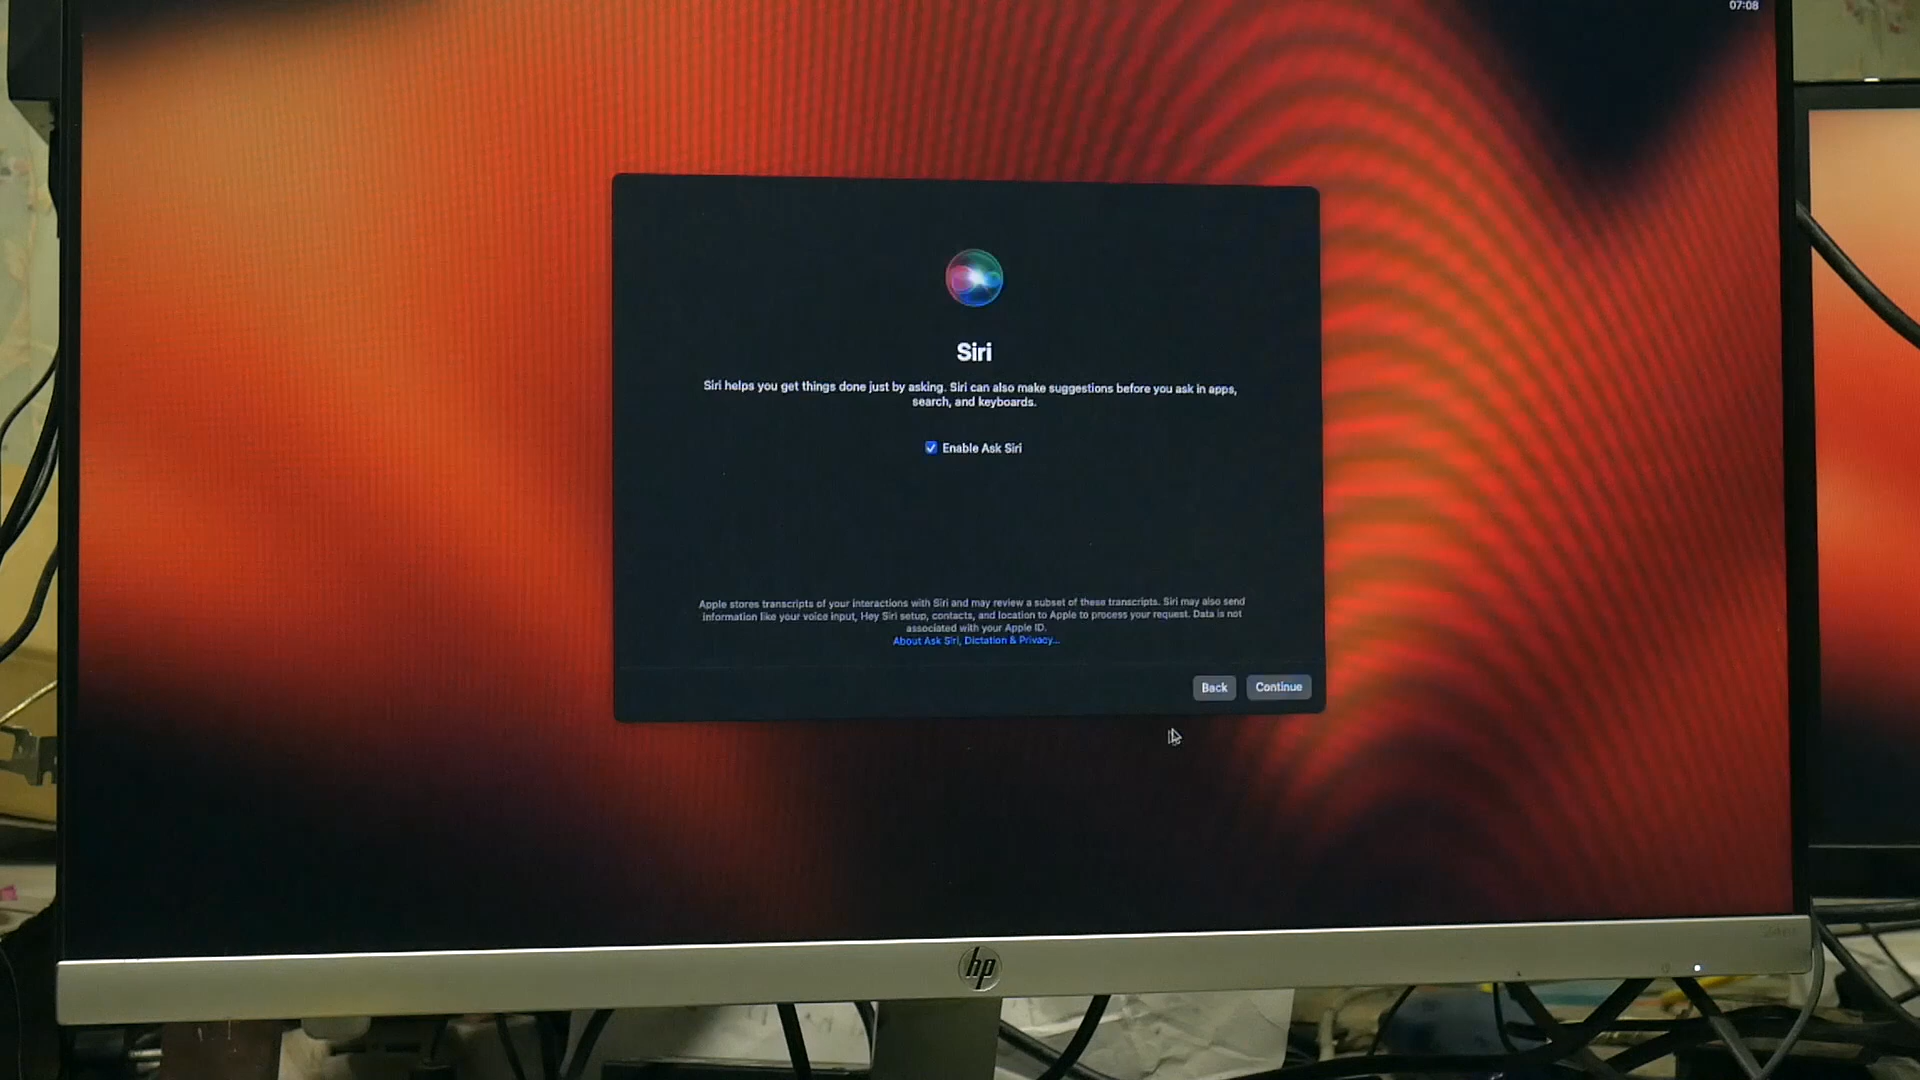 07:08
Siri
Siri helps you get things done just by asking. Siri can also make suggestions before you ask in apps,
search, and keyboards.
Enable Ask Siri
Apple stores transcripts of your interactions with Siri and may review a subset of these transcripts. Siri may also send
information like your voice input, Hey Siri setup, contacts, and location to Apple to process your request. Data is not
associated with your Apple ID.
About Ask Siri, Dictation & Privacy...
Back
Continue
hp